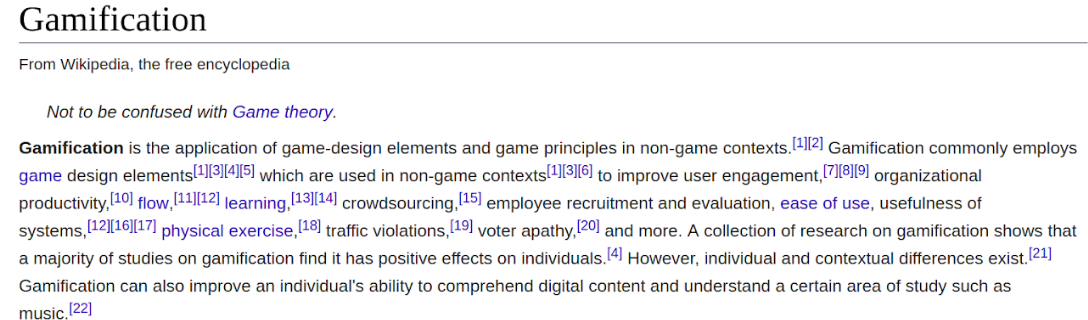 Gamification
From Wikipedia, the free encyclopedia
Not to be confused with Game theory.
Gamification is the application of game-design elements and game principles in non-game contexts.[1][2] Gamification commonly employs
game design elements[1][3][4][5] which are used in non-game contexts[1][3][6] to improve user engagement,[7][8][9] organizational
productivity,[10] flow,[11][12] learning,[13][14] crowdsourcing,[15] employee recruitment and evaluation, ease of use, usefulness of
systems,[12][16][17] physical exercise,[18] traffic violations,[19] voter apathy,[20] and more. A collection of research on gamification shows that
a majority of studies on gamification find it has positive effects on individuals.[4] However, individual and contextual differences exist.[21]
Gamification can also improve an individual's ability to comprehend digital content and understand a certain area of study such as
music.[22]